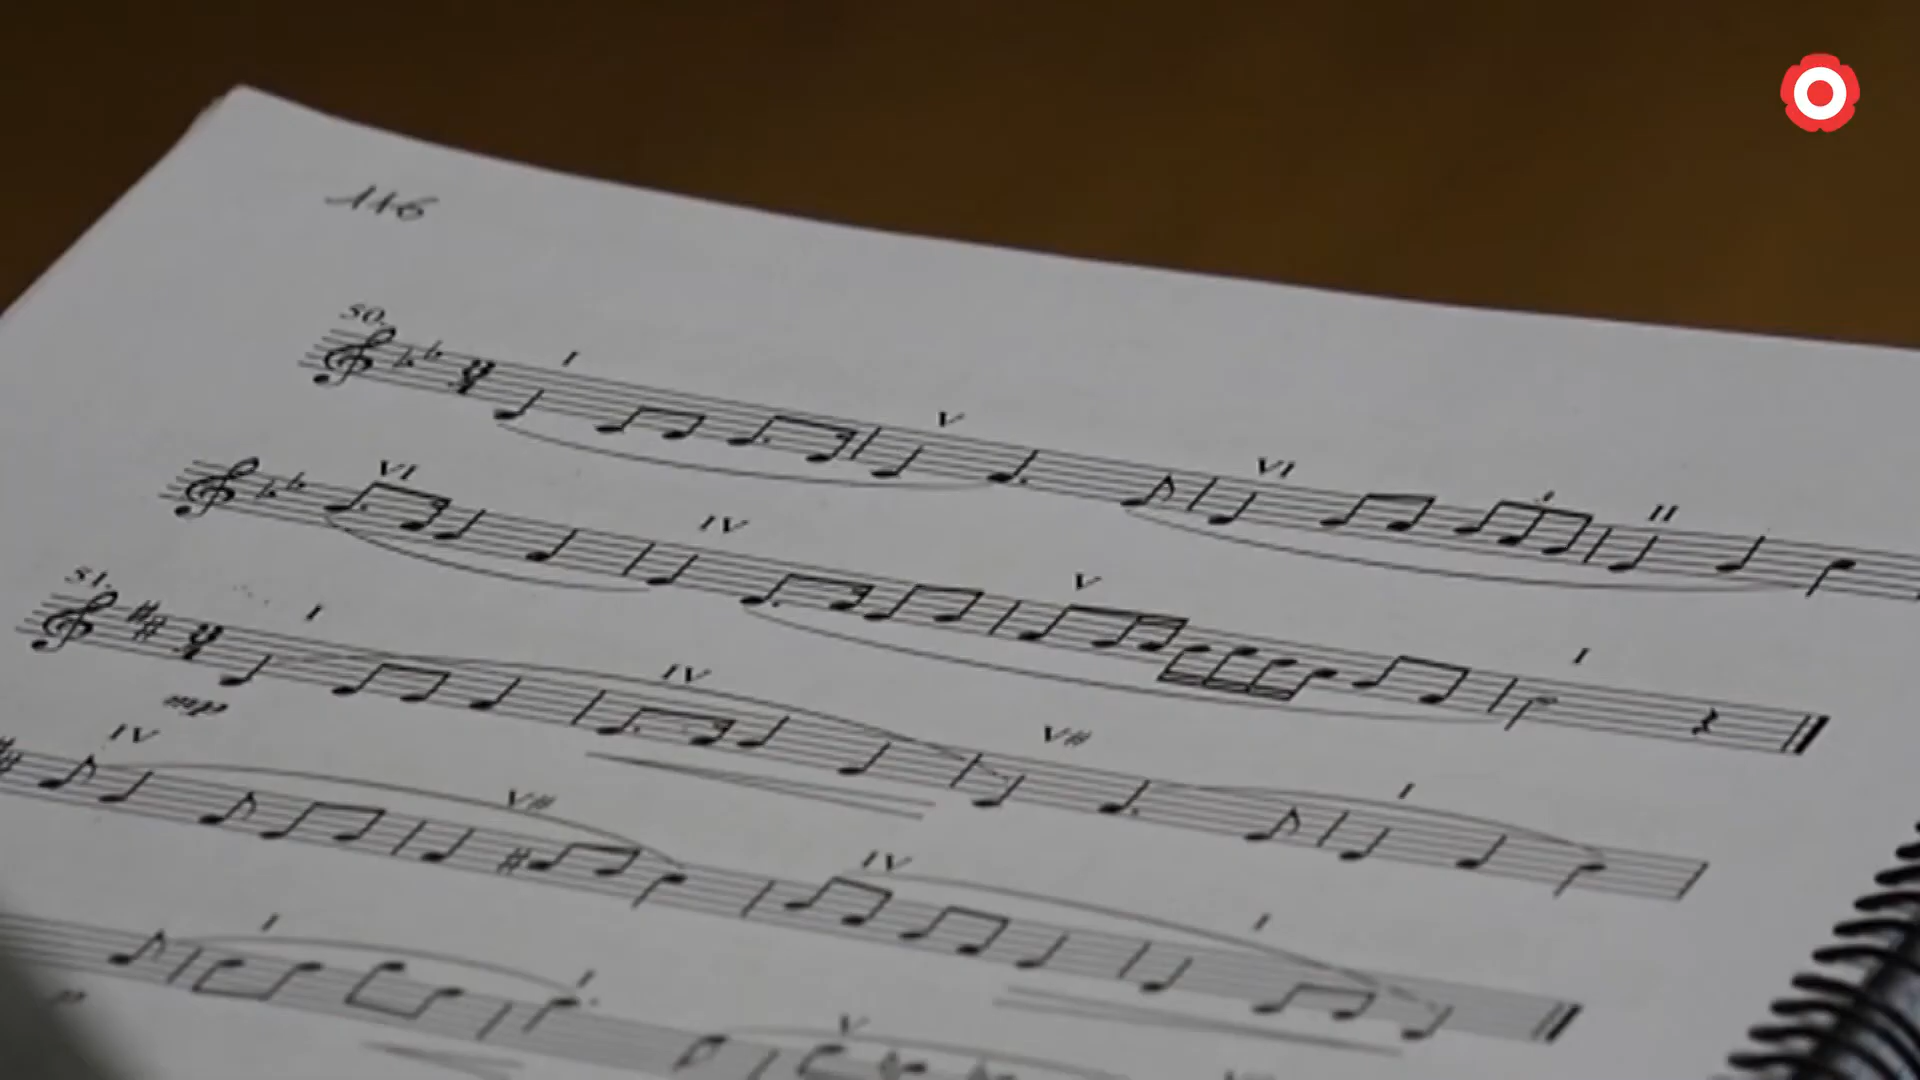 116
50.
I V VI II
VI IV V I
51.
I IV V# I
mp
IV V# IV I
I
p
V